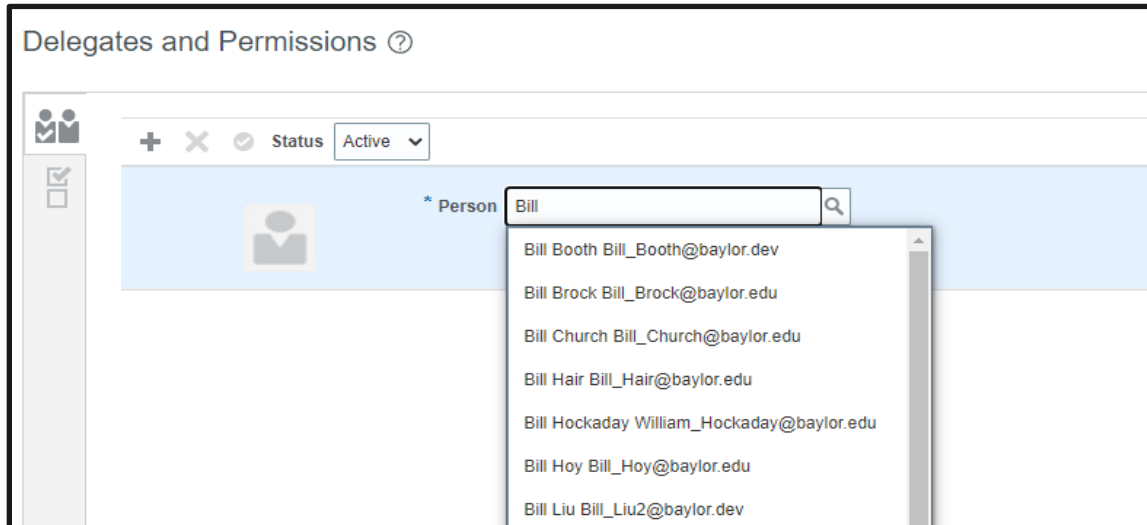 Delegates and Permissions ?
Status Active
* Person Bill
Bill Booth Bill_Booth@baylor.dev
Bill Brock Bill_Brock@baylor.edu
Bill Church Bill_Church@baylor.edu
Bill Hair Bill_Hair@baylor.edu
Bill Hockaday William_Hockaday@baylor.edu
Bill Hoy Bill_Hoy@baylor.edu
Bill Liu Bill_Liu2@baylor.dev